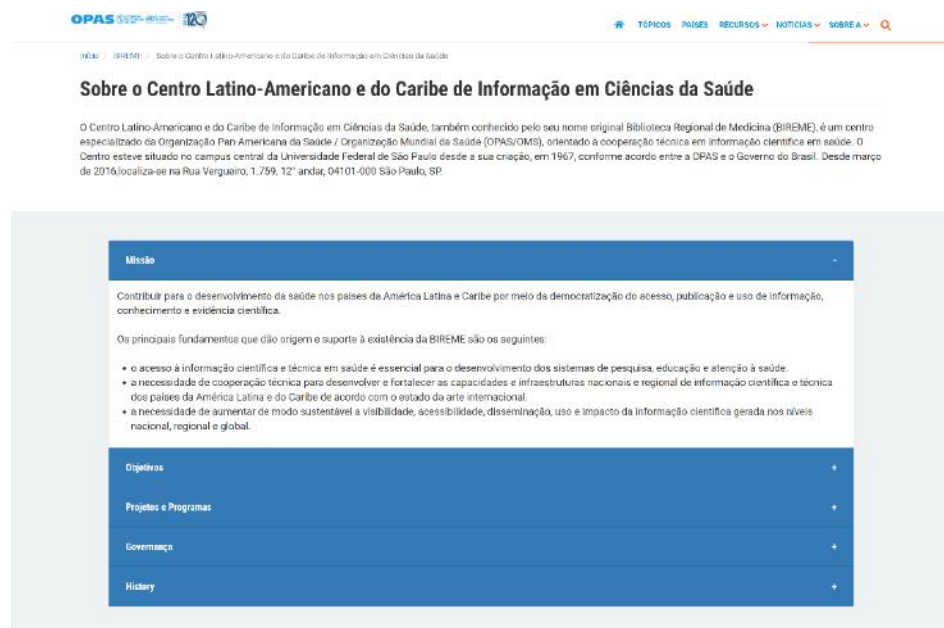 OPAS 120
TÓPICOS PAÍSES RECURSOS NOTÍCIAS SOBRE A
Início / BIREME / Sobre o Centro Latino-Americano e do Caribe de Informação em Ciências da Saúde
Sobre o Centro Latino-Americano e do Caribe de Informação em Ciências da Saúde
O Centro Latino-Americano e do Caribe de Informação em Ciências da Saúde, também conhecido pelo seu nome original Biblioteca Regional de Medicina (BIREME), é um centro
especializado da Organização Pan-Americana da Saúde / Organização Mundial da Saúde (OPAS/OMS), orientado à cooperação técnica em informação científica em saúde. O
Centro esteve situado no campus central da Universidade Federal de São Paulo desde a sua criação, em 1967, conforme acordo entre a OPAS e o Governo do Brasil. Desde março
de 2016,localiza-se na Rua Vergueiro, 1.759, 12° andar, 04101-000 São Paulo, SP.
Missão -
Contribuir para o desenvolvimento da saúde nos países da América Latina e Caribe por meio da democratização do acesso, publicação e uso de informação,
conhecimento e evidência científica.
Os principais fundamentos que dão origem e suporte à existência da BIREME são os seguintes:
• o acesso à informação científica e técnica em saúde é essencial para o desenvolvimento dos sistemas de pesquisa, educação e atenção à saúde.
• a necessidade de cooperação técnica para desenvolver e fortalecer as capacidades e infraestruturas nacionais e regional de informação científica e técnica
dos países da América Latina e do Caribe de acordo com o estado da arte internacional.
• a necessidade de aumentar de modo sustentável a visibilidade, acessibilidade, disseminação, uso e impacto da informação científica gerada nos níveis
nacional, regional e global.
Objetivos +
Projetos e Programas +
Governança +
History +